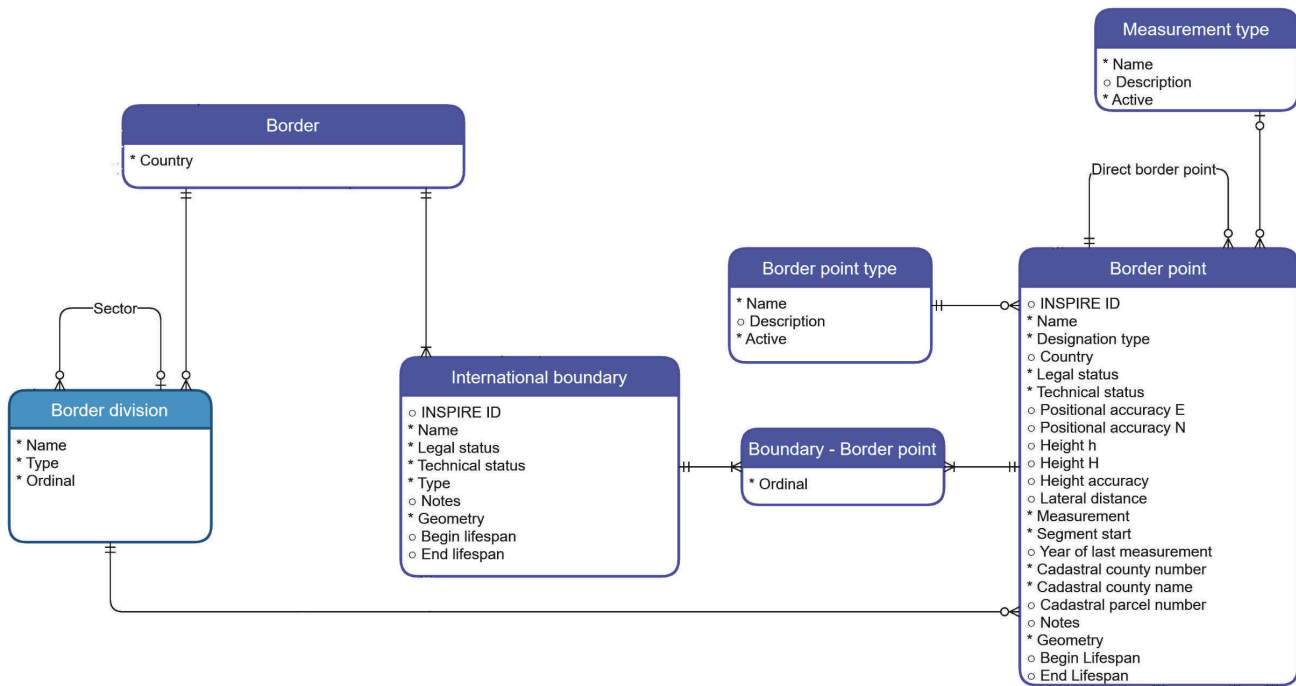 Measurement type
* Name
○ Description
* Active
Border
* Country
Direct border point
Border point type
* Name
○ Description
* Active
Border point
○ INSPIRE ID
* Name
* Designation type
○ Country
* Legal status
* Technical status
○ Positional accuracy E
○ Positional accuracy N
○ Height h
○ Height H
○ Height accuracy
○ Lateral distance
* Measurement
* Segment start
○ Year of last measurement
* Cadastral county number
* Cadastral county name
○ Cadastral parcel number
○ Notes
* Geometry
○ Begin Lifespan
○ End Lifespan
Sector
Border division
* Name
* Type
* Ordinal
International boundary
○ INSPIRE ID
* Name
* Legal status
* Technical status
* Type
○ Notes
* Geometry
○ Begin lifespan
○ End lifespan
Boundary - Border point
* Ordinal